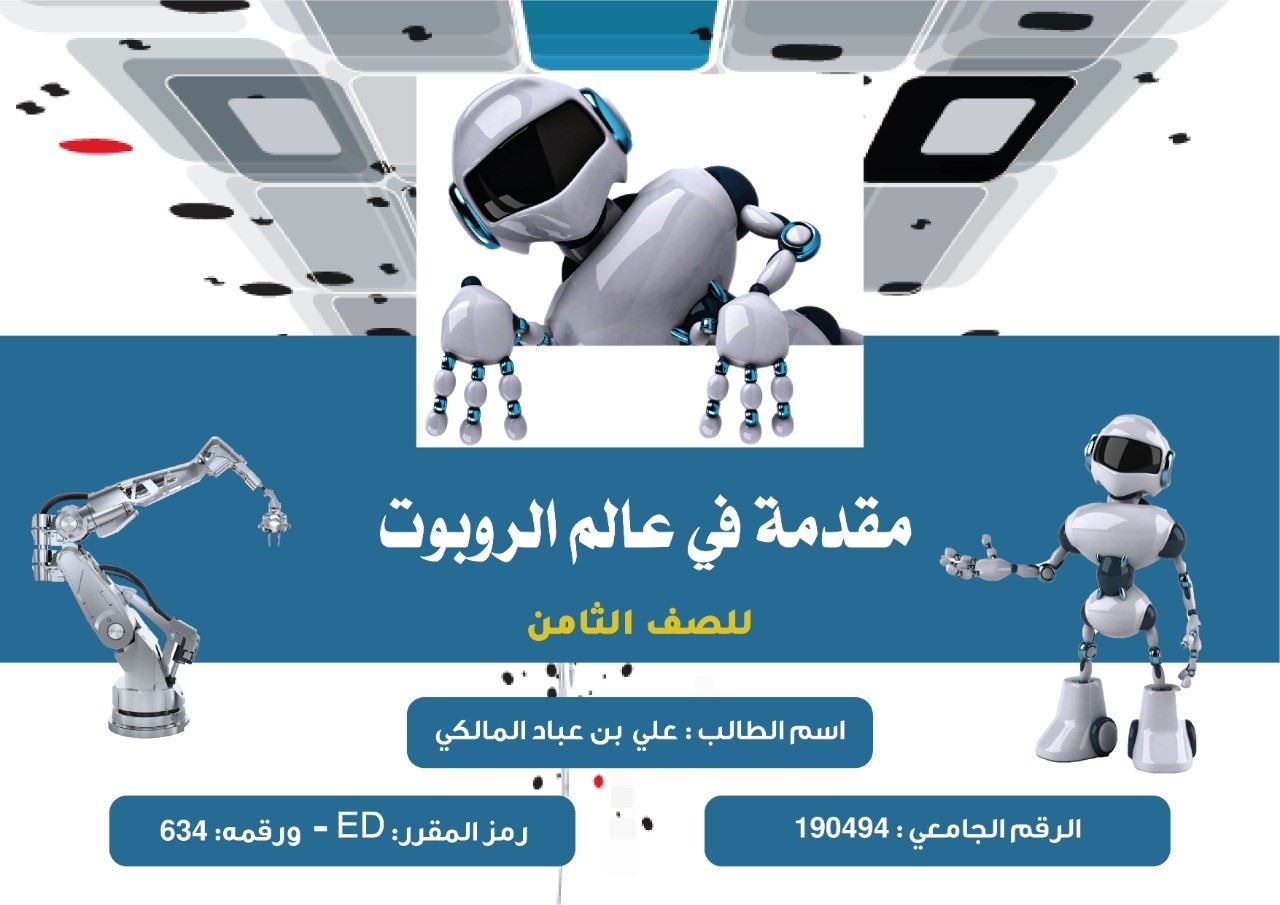 مقدمة في عالم الروبوت
للصف الثامن
اسم الطالب : علي بن عباد المالكي
الرقم الجامعي : 190494
رمز المقرر: ED - ورقمه: 634